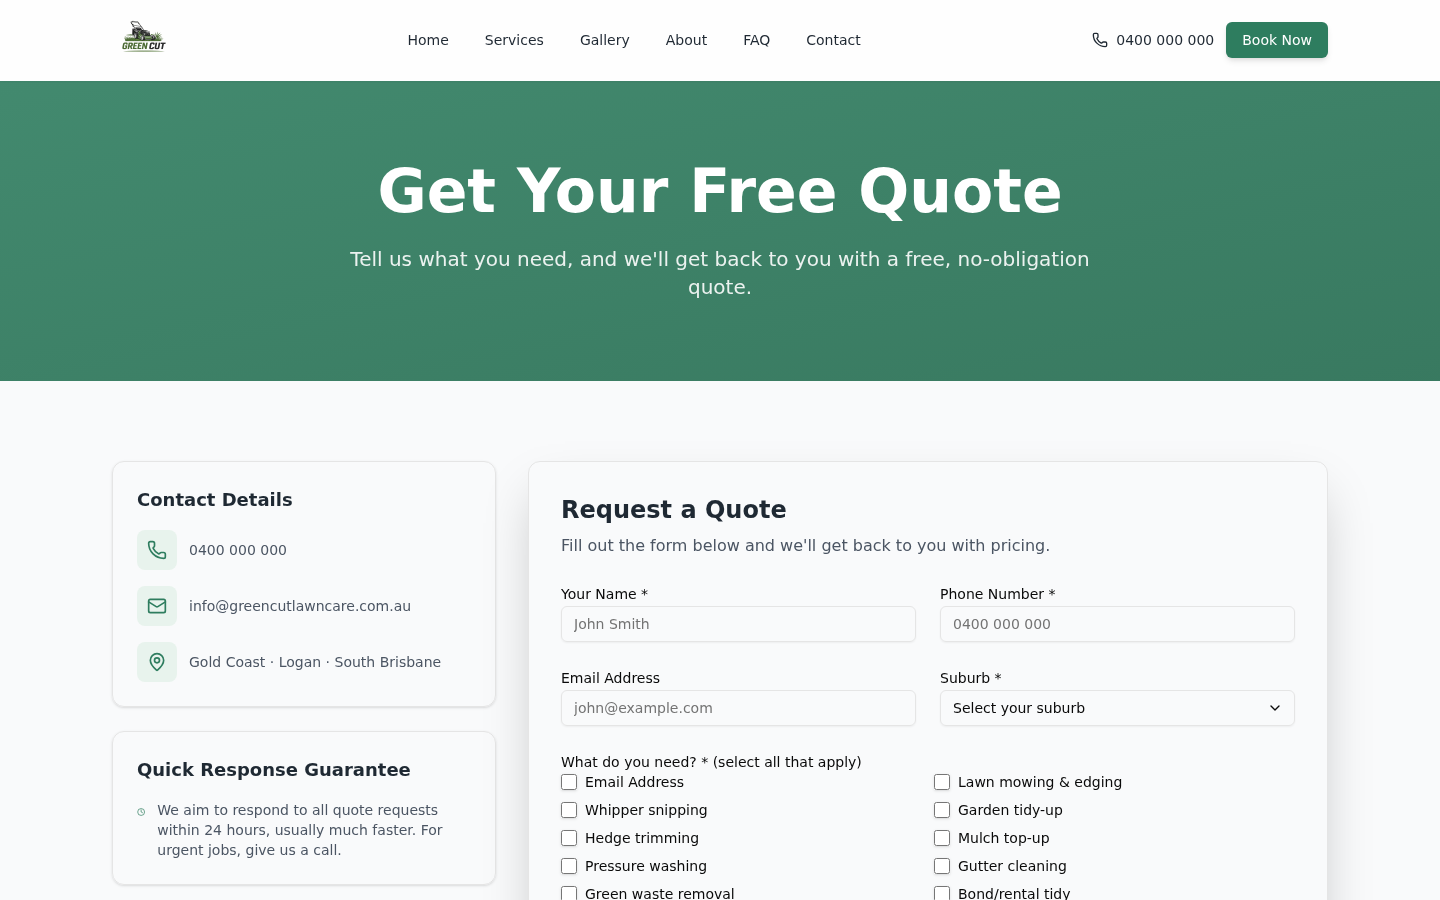 GREEN CUT
Home
Services
Gallery
About
FAQ
Contact
0400 000 000
Book Now
Get Your Free Quote
Tell us what you need, and we'll get back to you with a free, no-obligation
quote.
Contact Details
0400 000 000
info@greencutlawncare.com.au
Gold Coast · Logan · South Brisbane
Quick Response Guarantee
We aim to respond to all quote requests
within 24 hours, usually much faster. For
urgent jobs, give us a call.
Request a Quote
Fill out the form below and we'll get back to you with pricing.
Your Name *
John Smith
Phone Number *
0400 000 000
Email Address
john@example.com
Suburb *
Select your suburb
What do you need? * (select all that apply)
Email Address
Lawn mowing & edging
Whipper snipping
Garden tidy-up
Hedge trimming
Mulch top-up
Pressure washing
Gutter cleaning
Green waste removal
Bond/rental tidy